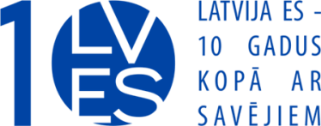 10
LV
ES
LATVIJA ES -
10 GADUS
KOPĀ AR
SAVĒJIEM